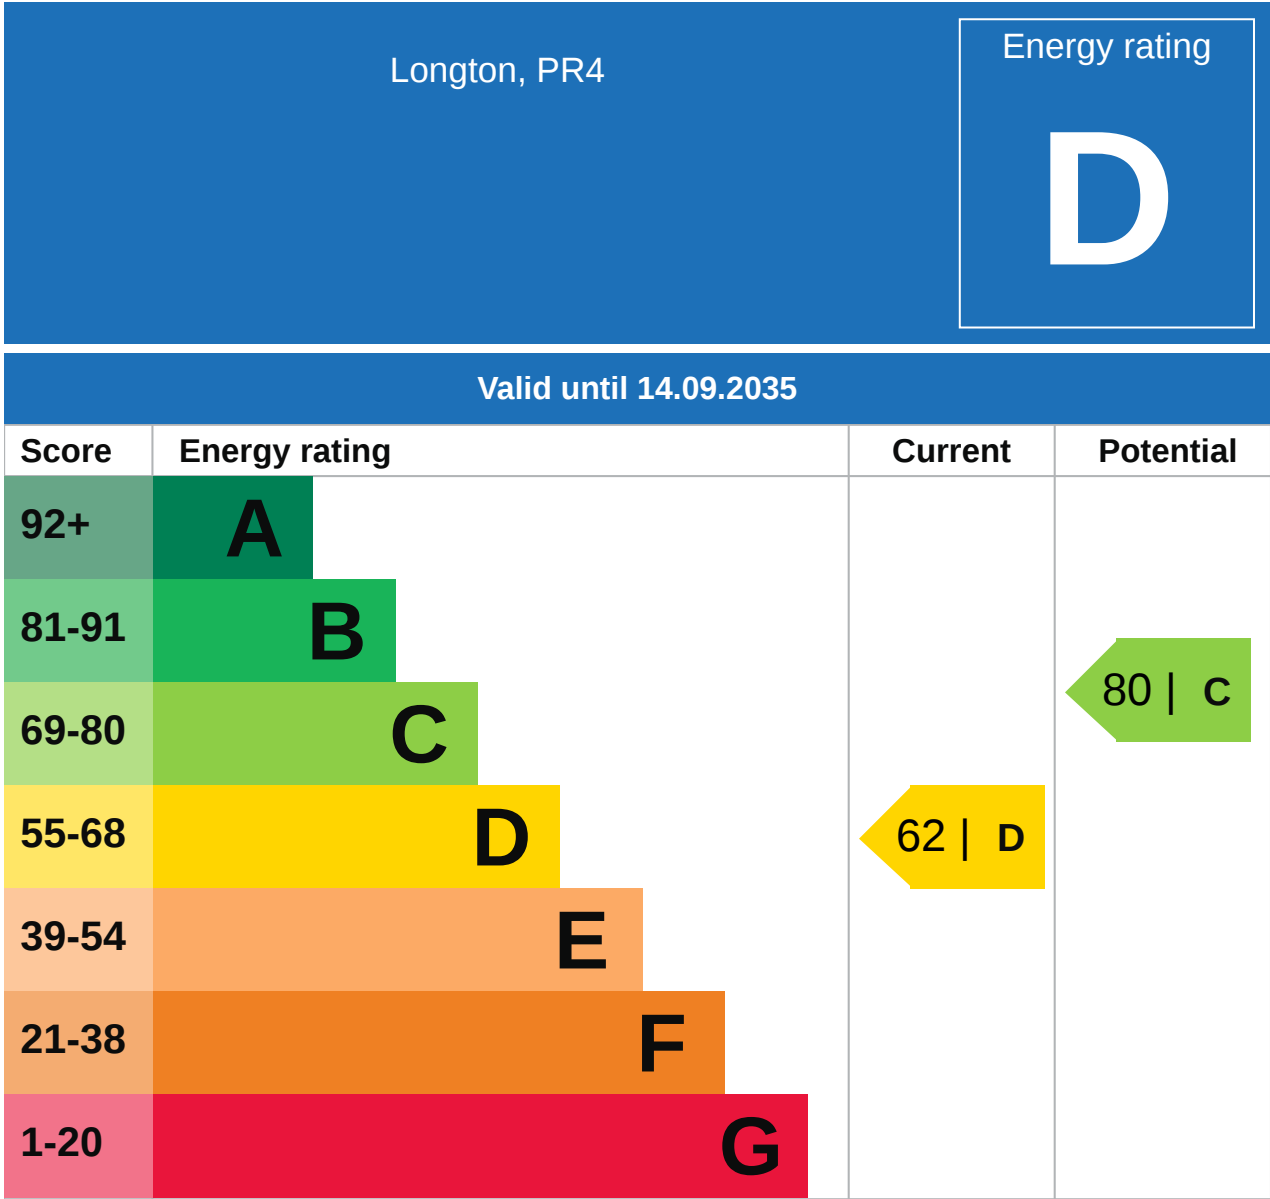 Longton, PR4
Energy rating
D
Valid until 14.09.2035
Score Energy rating Current Potential
92+ A
81-91 B
69-80 C
80 | C
55-68 D
62 | D
39-54 E
21-38 F
1-20 G